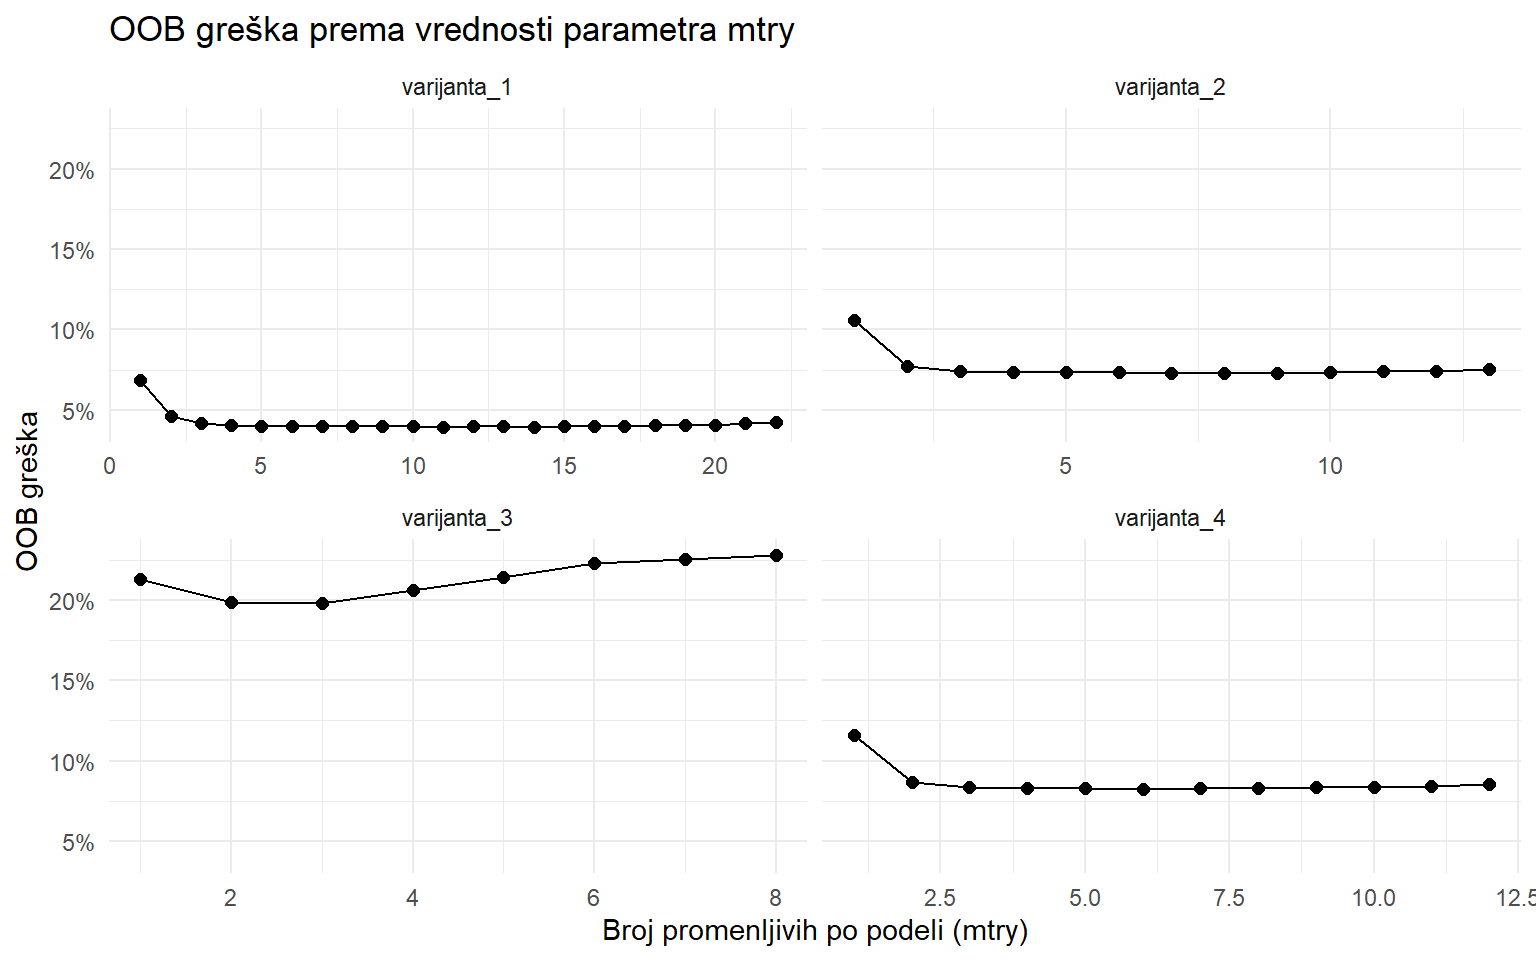 OOB greška prema vrednosti parametra mtry
varijanta_1
varijanta_2
20%
15%
10%
5%
0 5 10 15 20
5 10
varijanta_3
varijanta_4
20%
15%
10%
5%
2 4 6 8
2.5 5.0 7.5 10.0 12.5
OOB greška
Broj promenljivih po podeli (mtry)